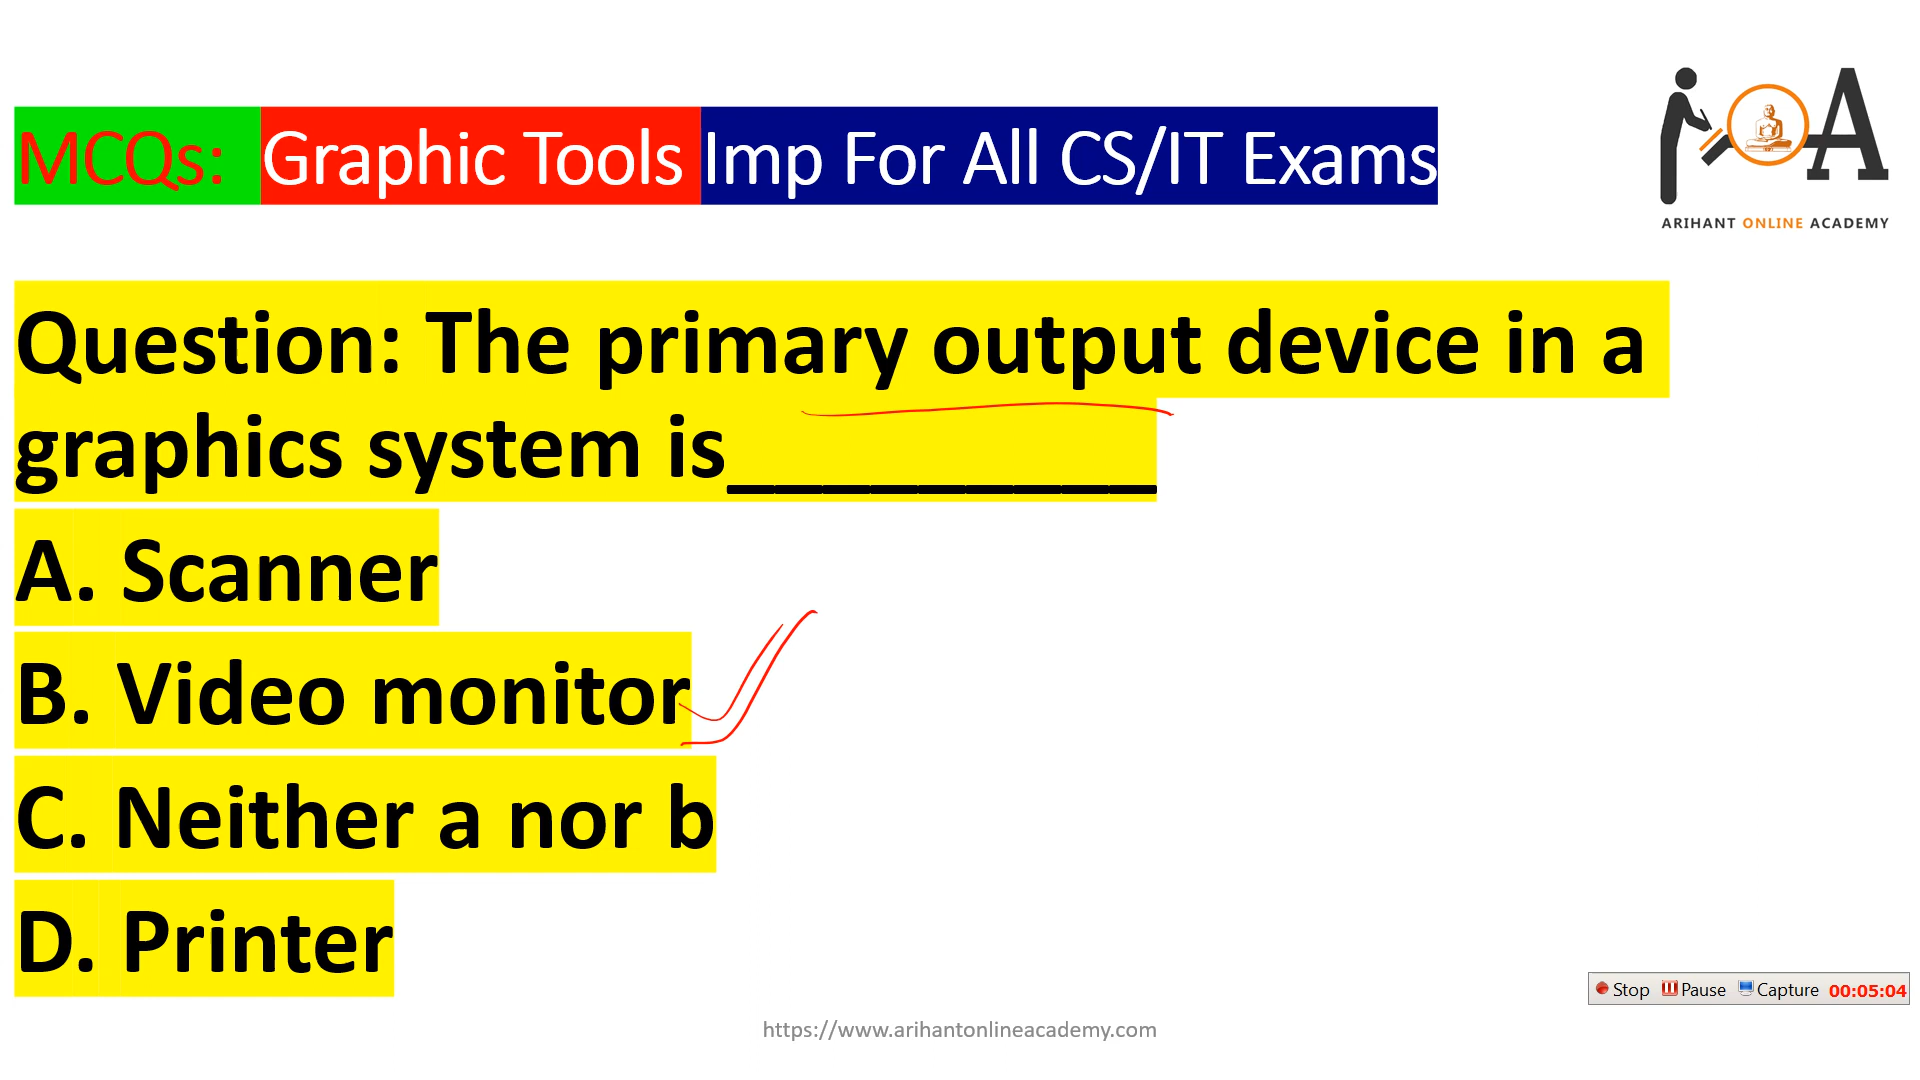 MCQs: Graphic Tools Imp For All CS/IT Exams
ARIHANT ONLINE ACADEMY
Question: The primary output device in a
graphics system is_________
A. Scanner
B. Video monitor
C. Neither a nor b
D. Printer
Stop Pause Capture 00:05:04
https://www.arihantonlineacademy.com